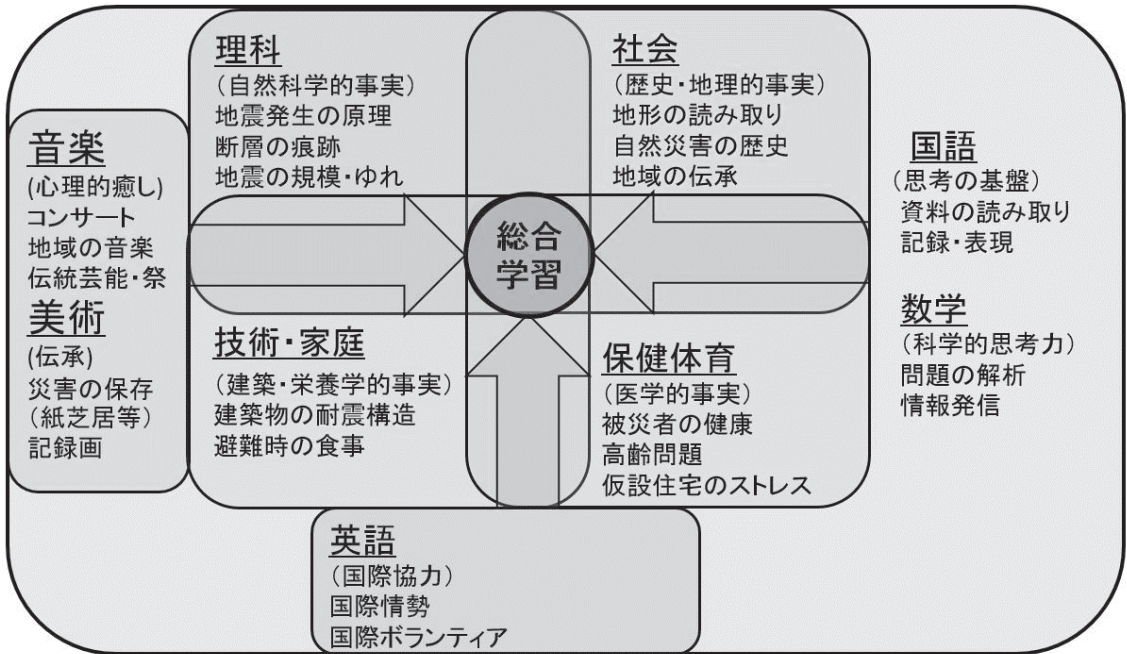 理科
(自然科学的事実)
地震発生の原理
断層の痕跡
地震の規模・ゆれ
社会
(歴史・地理的事実)
地形の読み取り
自然災害の歴史
地域の伝承
音楽
(心理的癒し)
コンサート
地域の音楽
伝統芸能・祭
美術
(伝承)
災害の保存
(紙芝居等)
記録画
総合
学習
国語
(思考の基盤)
資料の読み取り
記録・表現
数学
(科学的思考力)
問題の解析
情報発信
技術・家庭
(建築・栄養学的事実)
建築物の耐震構造
避難時の食事
保健体育
(医学的事実)
被災者の健康
高齢問題
仮設住宅のストレス
英語
(国際協力)
国際情勢
国際ボランティア